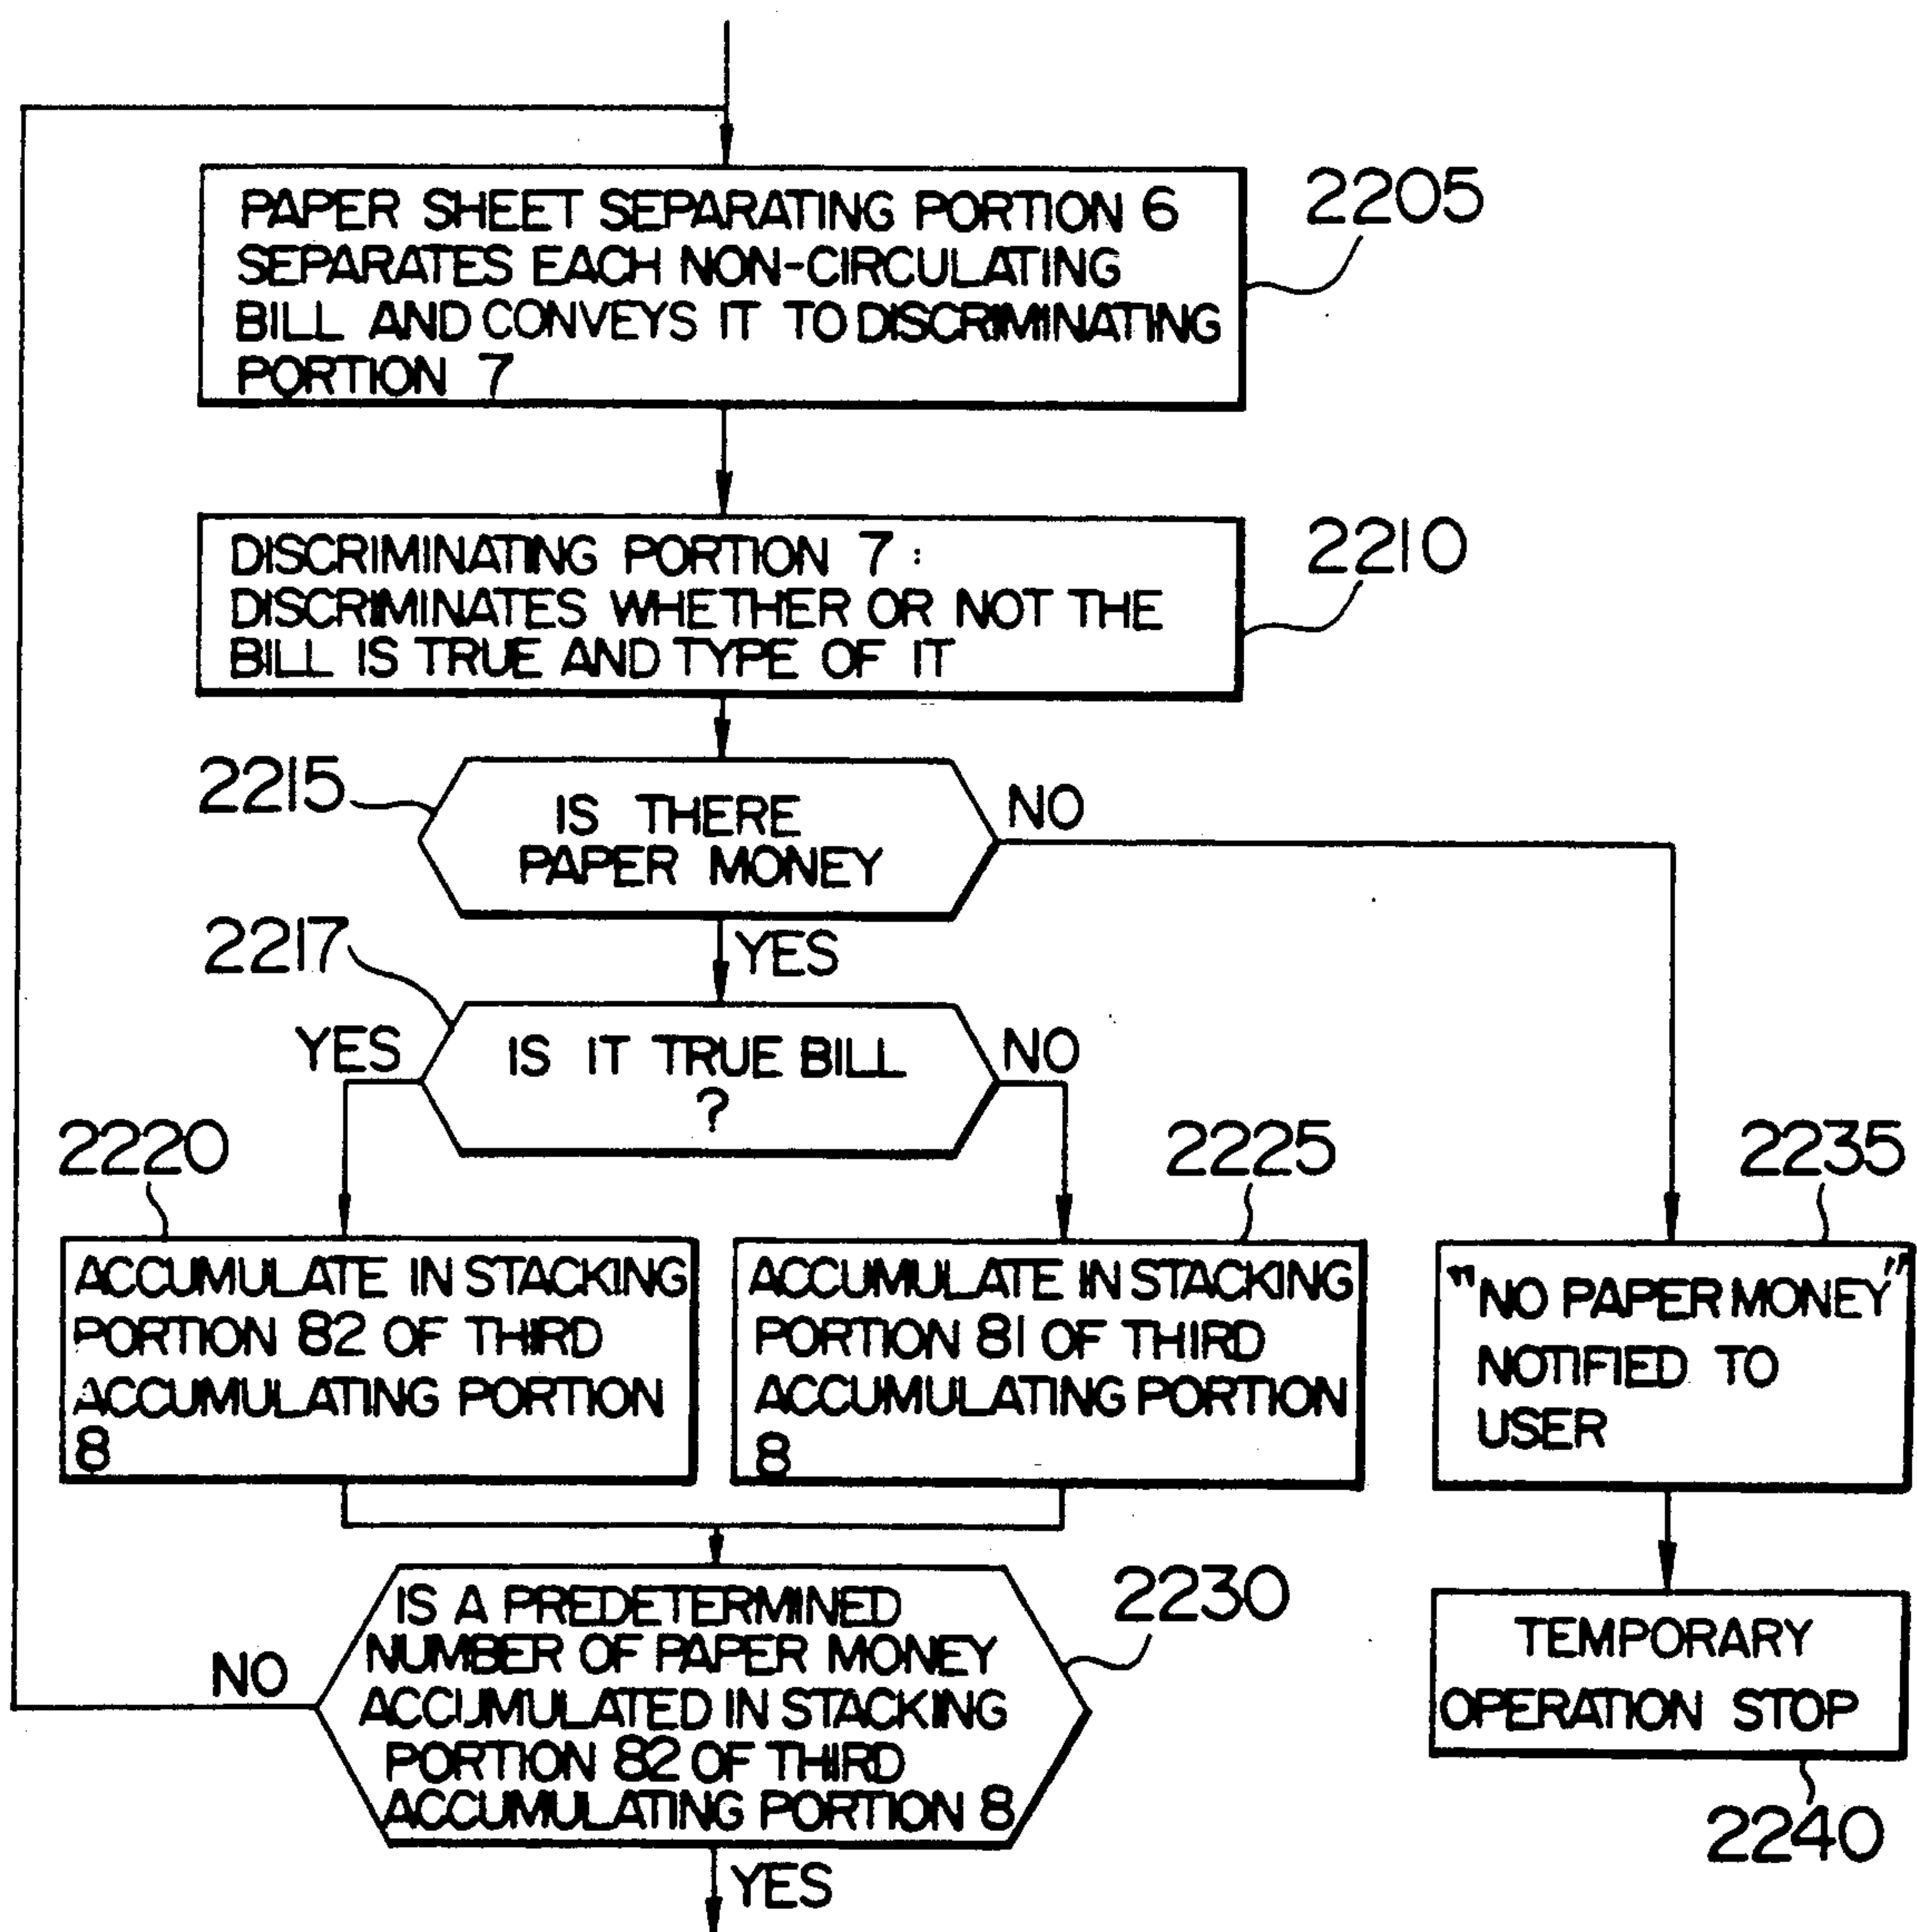 PAPER SHEET SEPARATING PORTION 6
SEPARATES EACH NON-CIRCULATING
BILL AND CONVEYS IT TO DISCRIMINATING
PORTION 7
2205
DISCRIMINATING PORTION 7:
DISCRIMINATES WHETHER OR NOT THE
BILL IS TRUE AND TYPE OF IT
2210
2215
IS THERE
PAPER MONEY
NO
YES
2217
IS IT TRUE BILL
?
YES
NO
2220
ACCUMULATE IN STACKING
PORTION 82 OF THIRD
ACCUMULATING PORTION
8
2225
ACCUMULATE IN STACKING
PORTION 81 OF THIRD
ACCUMULATING PORTION
8
2235
"NO PAPER MONEY"
NOTIFIED TO
USER
IS A PREDETERMINED
NUMBER OF PAPER MONEY
ACCUMULATED IN STACKING
PORTION 82 OF THIRD
ACCUMULATING PORTION 8
2230
NO
YES
TEMPORARY
OPERATION STOP
2240